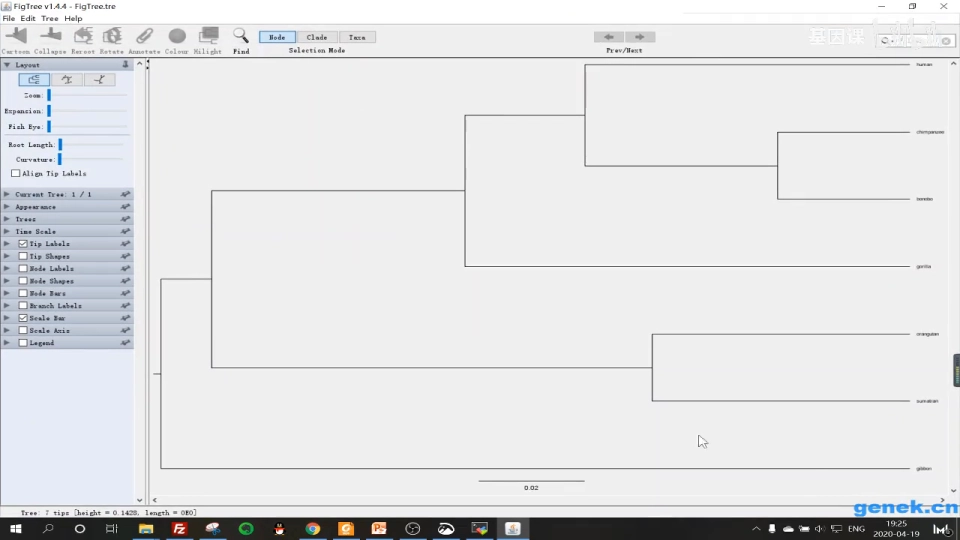 FigTree v1.4.4 - FigTree.tre
File Edit Tree Help
Cartoon Collapse Reroot Rotate Annotate Colour Hilight Find
Node Clade Taxa
Selection Mode
Prev/Next
基因课
Layout
Zoom:
Expansion:
Fish Eye:
Root Length:
Curvature:
Align Tip Labels
Current Tree: 1 / 1
Appearance
Trees
Time Scale
Tip Labels
Tip Shapes
Node Labels
Node Shapes
Node Bars
Branch Labels
Scale Bar
Scale Axis
Legend
human
chimpanzee
bonobo
gorilla
orangutan
sumatran
gibbon
0.02
genek.cn
Tree: 7 tips [height = 0.1428, length = 0E0]
ENG
19:25
2020-04-19